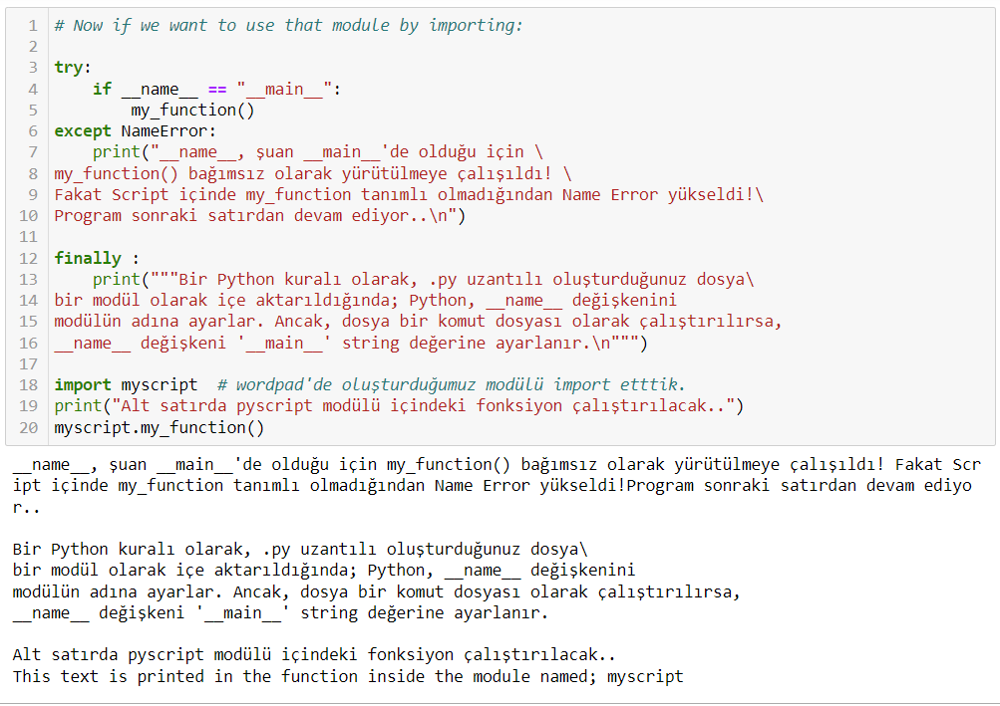 1 # Now if we want to use that module by importing:
2
3 try:
4     if __name__ == "__main__":
5         my_function()
6 except NameError:
7     print("__name__, şuan __main__'de olduğu için \
8 my_function() bağımsız olarak yürütülmeye çalışıldı! \
9 Fakat Script içinde my_function tanımlı olmadığından Name Error yükseldi!\
10 Program sonraki satırdan devam ediyor..\n")
11
12 finally :
13     print("""Bir Python kuralı olarak, .py uzantılı oluşturduğunuz dosya\
14 bir modül olarak içe aktarıldığında; Python, __name__ değişkenini
15 modülün adına ayarlar. Ancak, dosya bir komut dosyası olarak çalıştırılırsa,
16 __name__ değişkeni '__main__' string değerine ayarlanır.\n""")
17
18 import myscript  # wordpad'de oluşturduğumuz modülü import etttik.
19 print("Alt satırda pyscript modülü içindeki fonksiyon çalıştırılacak..")
20 myscript.my_function()
__name__, şuan __main__'de olduğu için my_function() bağımsız olarak yürütülmeye çalışıldı! Fakat Scr
ipt içinde my_function tanımlı olmadığından Name Error yükseldi!Program sonraki satırdan devam ediyo
r..
Bir Python kuralı olarak, .py uzantılı oluşturduğunuz dosya\
bir modül olarak içe aktarıldığında; Python, __name__ değişkenini
modülün adına ayarlar. Ancak, dosya bir komut dosyası olarak çalıştırılırsa,
__name__ değişkeni '__main__' string değerine ayarlanır.
Alt satırda pyscript modülü içindeki fonksiyon çalıştırılacak..
This text is printed in the function inside the module named; myscript